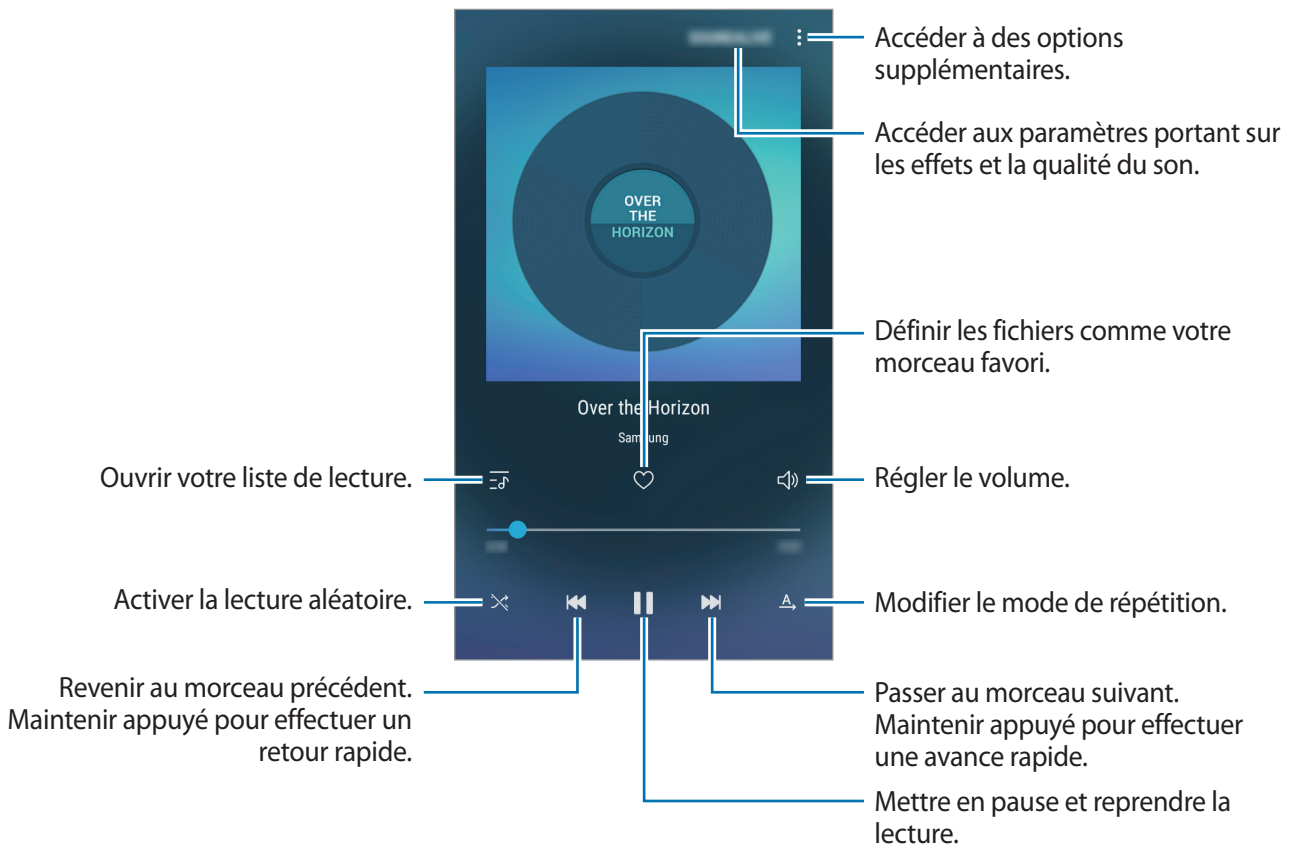 Accéder à des options
supplémentaires.
Accéder aux paramètres portant sur
les effets et la qualité du son.
OVER
THE
HORIZON
Définir les fichiers comme votre
morceau favori.
Over the Horizon
Samsung
Ouvrir votre liste de lecture.
Régler le volume.
Activer la lecture aléatoire.
A
Modifier le mode de répétition.
Revenir au morceau précédent.
Maintenir appuyé pour effectuer un
retour rapide.
Passer au morceau suivant.
Maintenir appuyé pour effectuer
une avance rapide.
Mettre en pause et reprendre la
lecture.